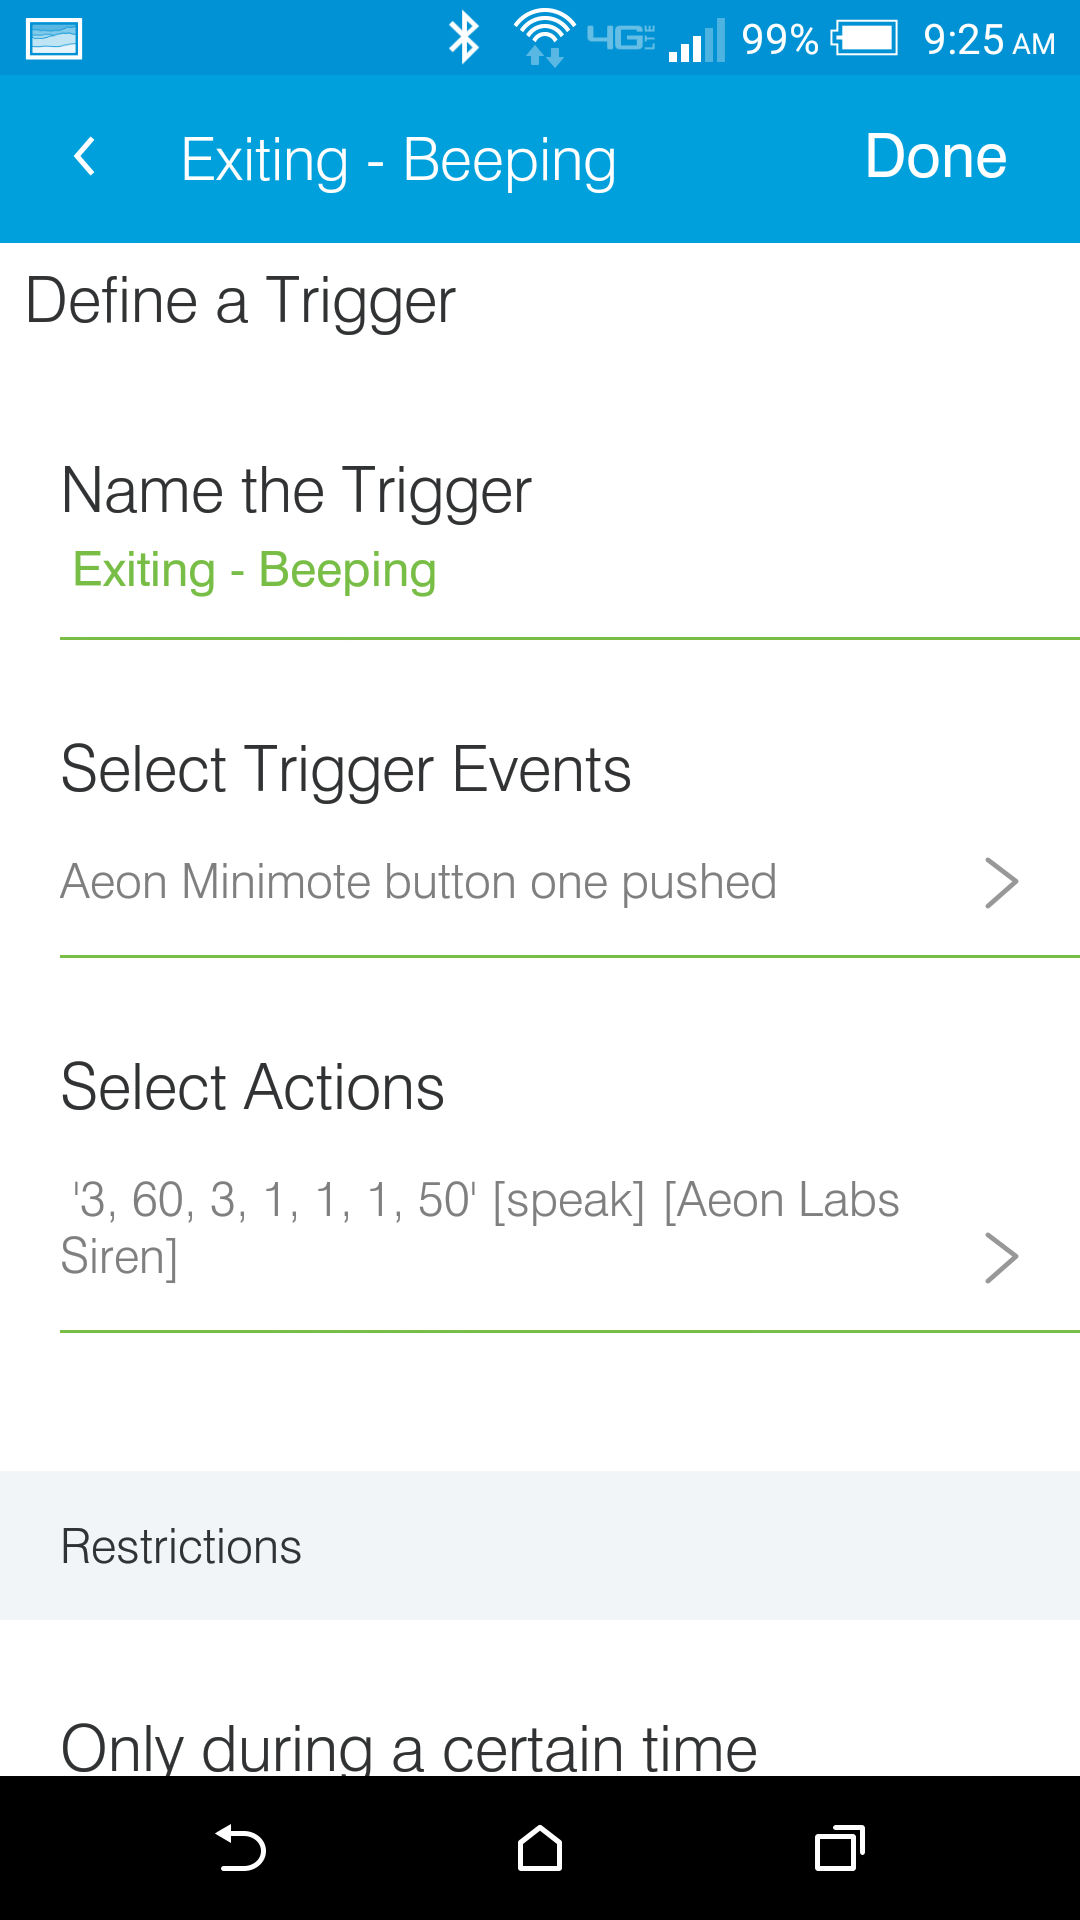 4G LTE 99% 9:25 AM
Exiting - Beeping Done
Define a Trigger
Name the Trigger
Exiting - Beeping
Select Trigger Events
Aeon Minimote button one pushed
Select Actions
'3, 60, 3, 1, 1, 1, 50' [speak] [Aeon Labs
Siren]
Restrictions
Only during a certain time